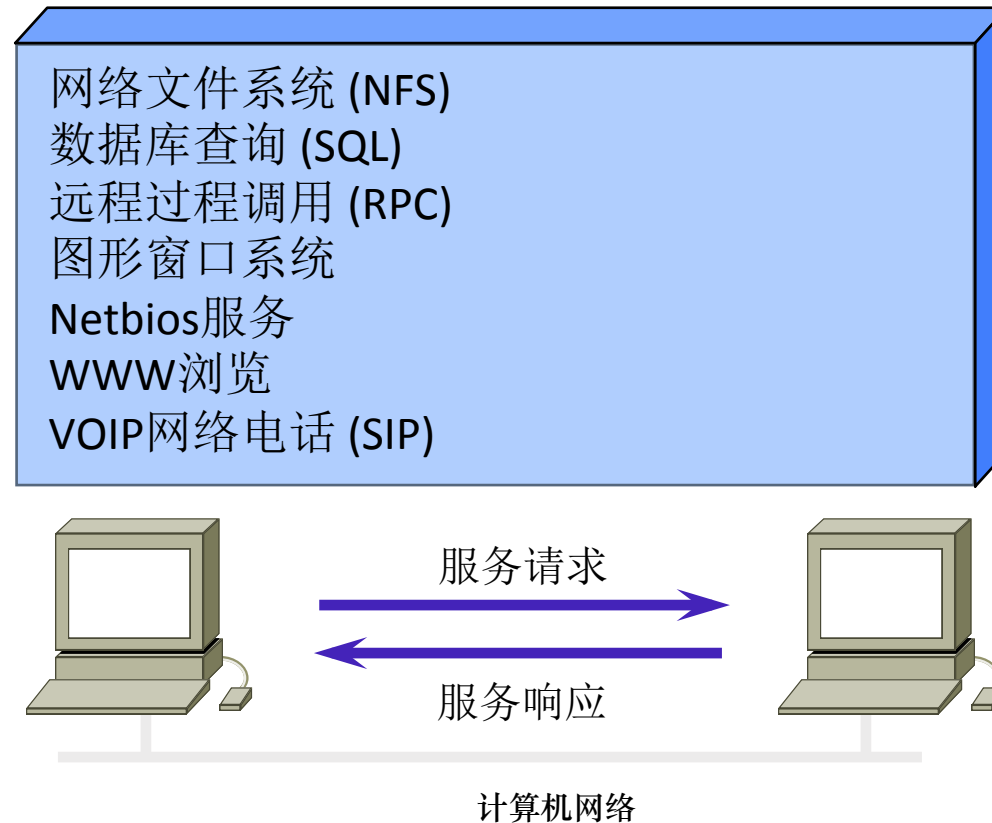 网络文件系统 (NFS)
数据库查询 (SQL)
远程过程调用 (RPC)
图形窗口系统
Netbios服务
WWW浏览
VOIP网络电话 (SIP)
服务请求
服务响应
计算机网络